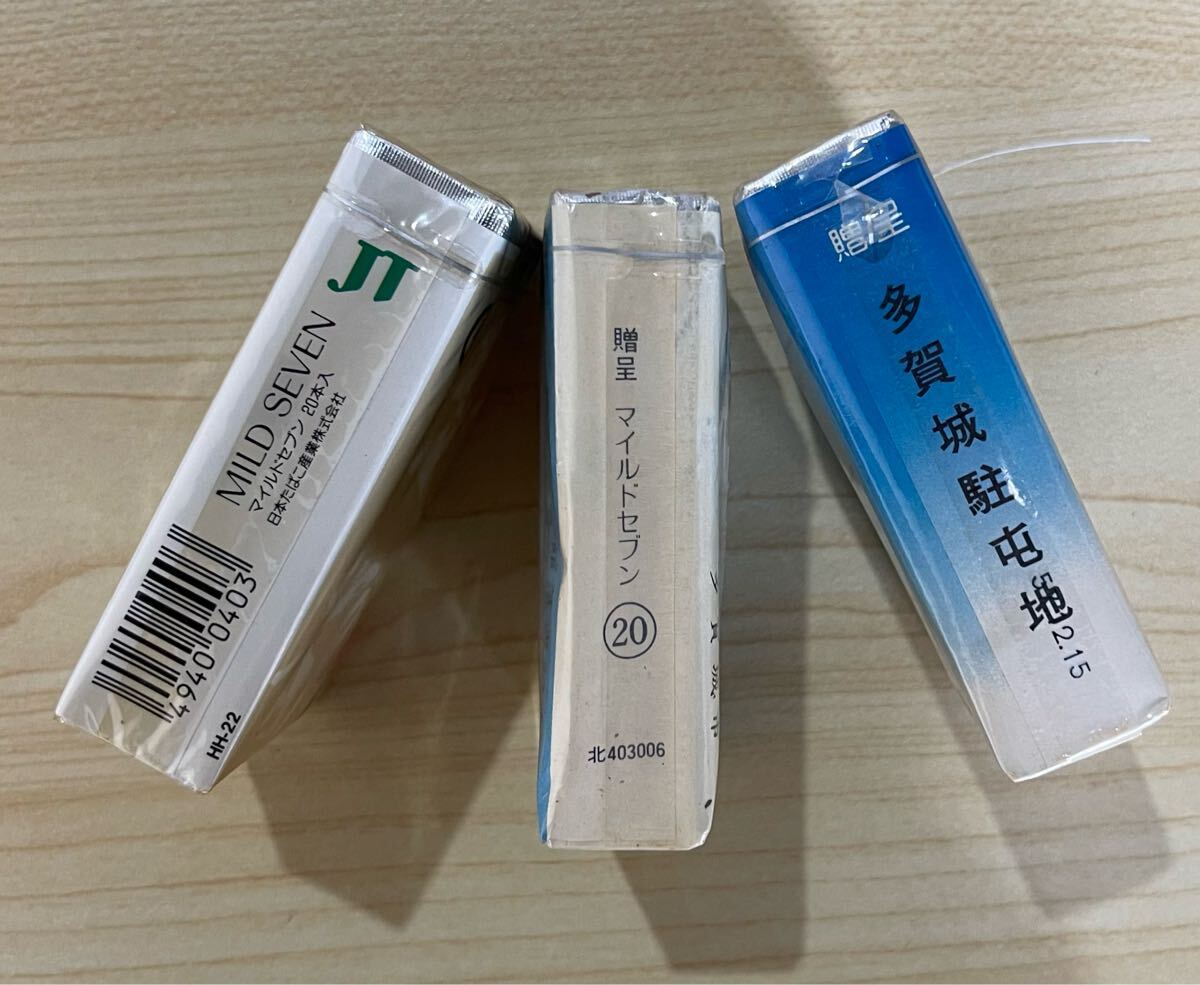 JT
MILD SEVEN
マイルドセブン 20本入
日本たばこ産業株式会社
4940 0403
HH-22
贈呈 マイルドセブン
20
北403006
贈呈
多賀城駐屯地
2.15